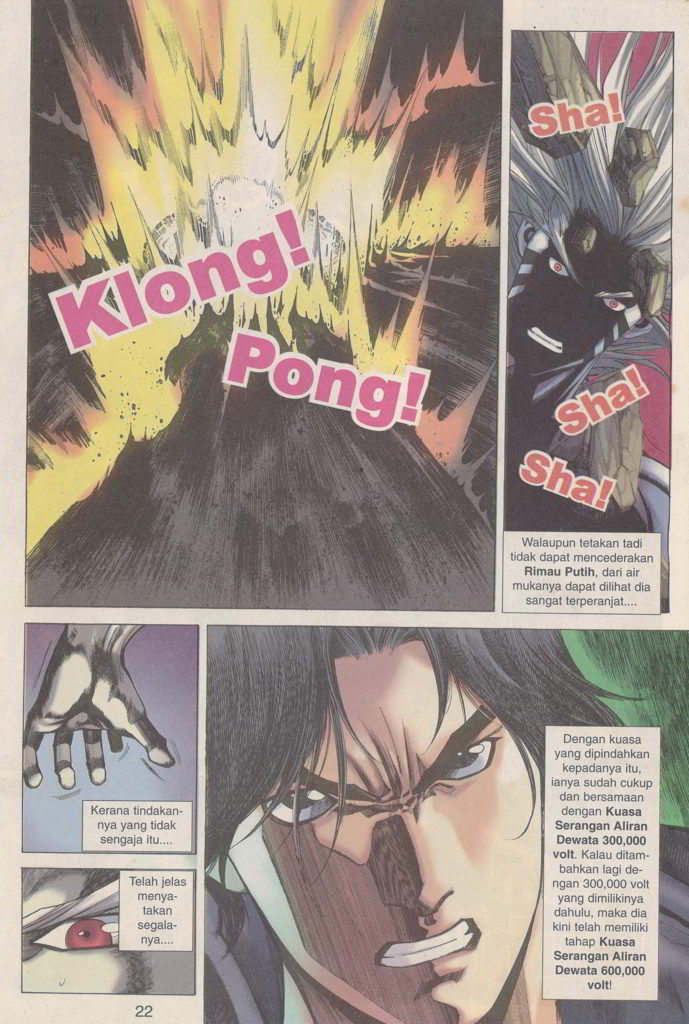 Klong!
Pong!
Sha!
Sha!
Sha!
Walaupun tetakan tadi
tidak dapat mencederakan
Rimau Putih, dari air
mukanya dapat dilihat dia
sangat terperanjat....
Kerana tindakan-
nya yang tidak
sengaja itu....
Telah jelas
menya-
takan
segala-
nya....
Dengan kuasa
yang dipindahkan
kepadanya itu,
ianya sudah cukup
dan bersamaan
dengan Kuasa
Serangan Aliran
Dewata 300,000
volt. Kalau ditam-
bahkan lagi de-
ngan 300,000 volt
yang dimilikinya
dahulu, maka dia
kini telah memiliki
tahap Kuasa
Serangan Aliran
Dewata 600,000
volt!
22